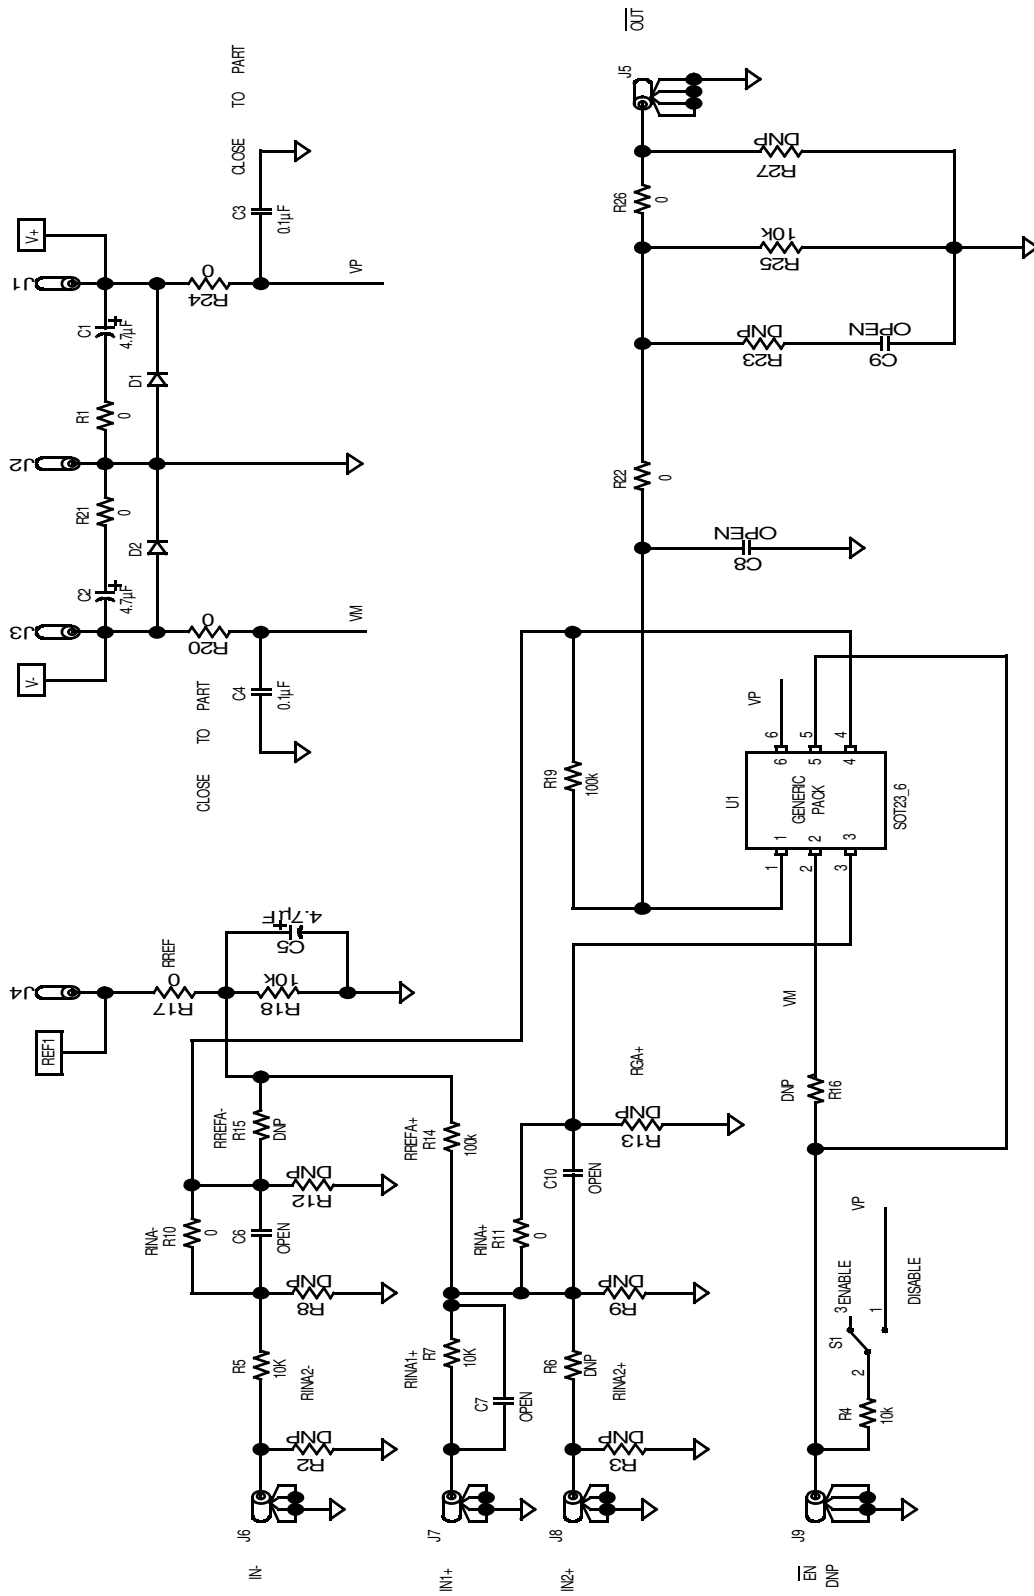 OUT
J5
R26
0
R27
DNP
R25
10k
R23
DNP
C9
OPEN
R22
0
C8
OPEN
V+
J1
C1
4.7µF
+
R1
0
D1
R24
0
C3
0.1µF
CLOSE TO PART
VP
J2
R21
0
D2
C2
4.7µF
+
J3
V-
R20
0
VM
C4
0.1µF
CLOSE TO PART
R19
100k
U1
GENERIC
PACK
SOT23_6
VP
6
5
4
6
5
4
1
2
3
1
2
3
J4
REF1
RREF
R17
0
R18
10k
C5
4.7µF
+
RREFA-
R15
DNP
RREFA+
R14
100k
RINA-
R10
0
R12
DNP
C6
OPEN
R8
DNP
R5
10K
RINA2-
R2
DNP
J6
IN-
RINA1+
R7
10K
C7
OPEN
J7
IN1+
RINA+
R11
0
C10
OPEN
RGA+
R13
DNP
R9
DNP
R6
DNP
RINA2+
R3
DNP
J8
IN2+
VM
DNP
R16
S1
3
ENABLE
1
DISABLE
VP
2
R4
10k
J9
EN
DNP